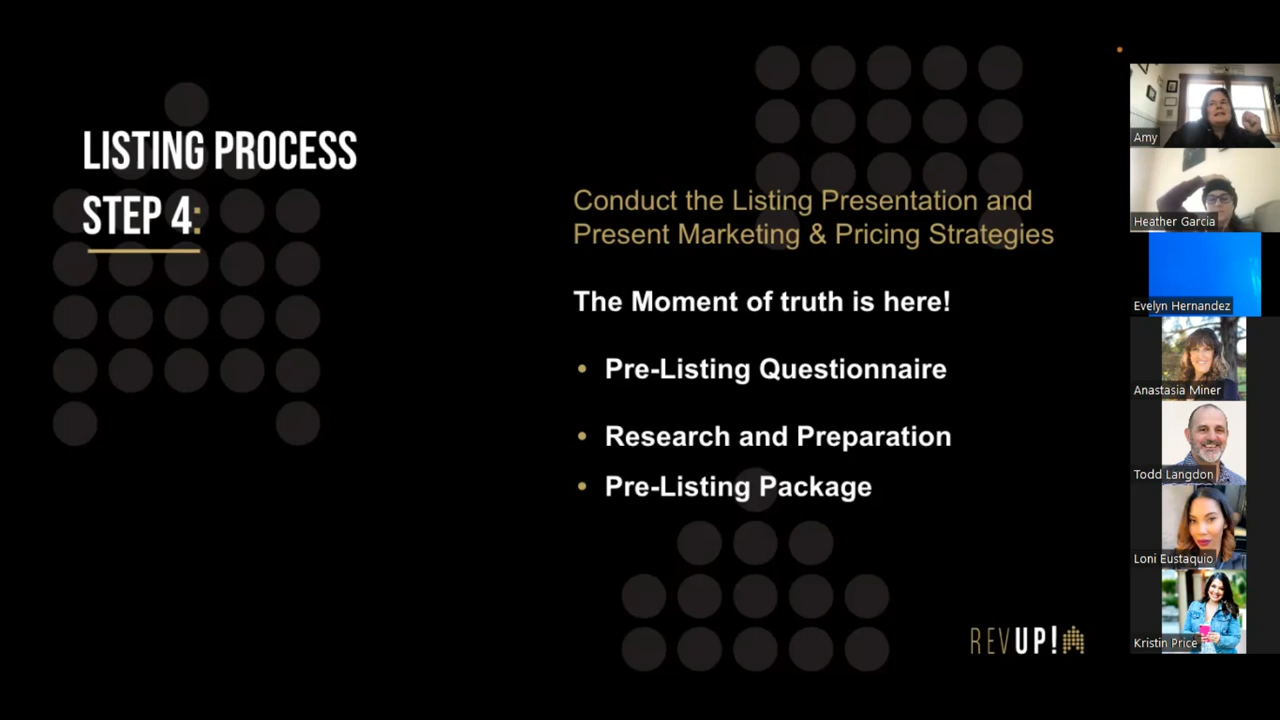 LISTING PROCESS
STEP 4:
Conduct the Listing Presentation and
Present Marketing & Pricing Strategies
The Moment of truth is here!
• Pre-Listing Questionnaire
• Research and Preparation
• Pre-Listing Package
REVUP!
Amy
Heather Garcia
Evelyn Hernandez
Anastasia Miner
Todd Langdon
Loni Eustaquio
Kristin Price